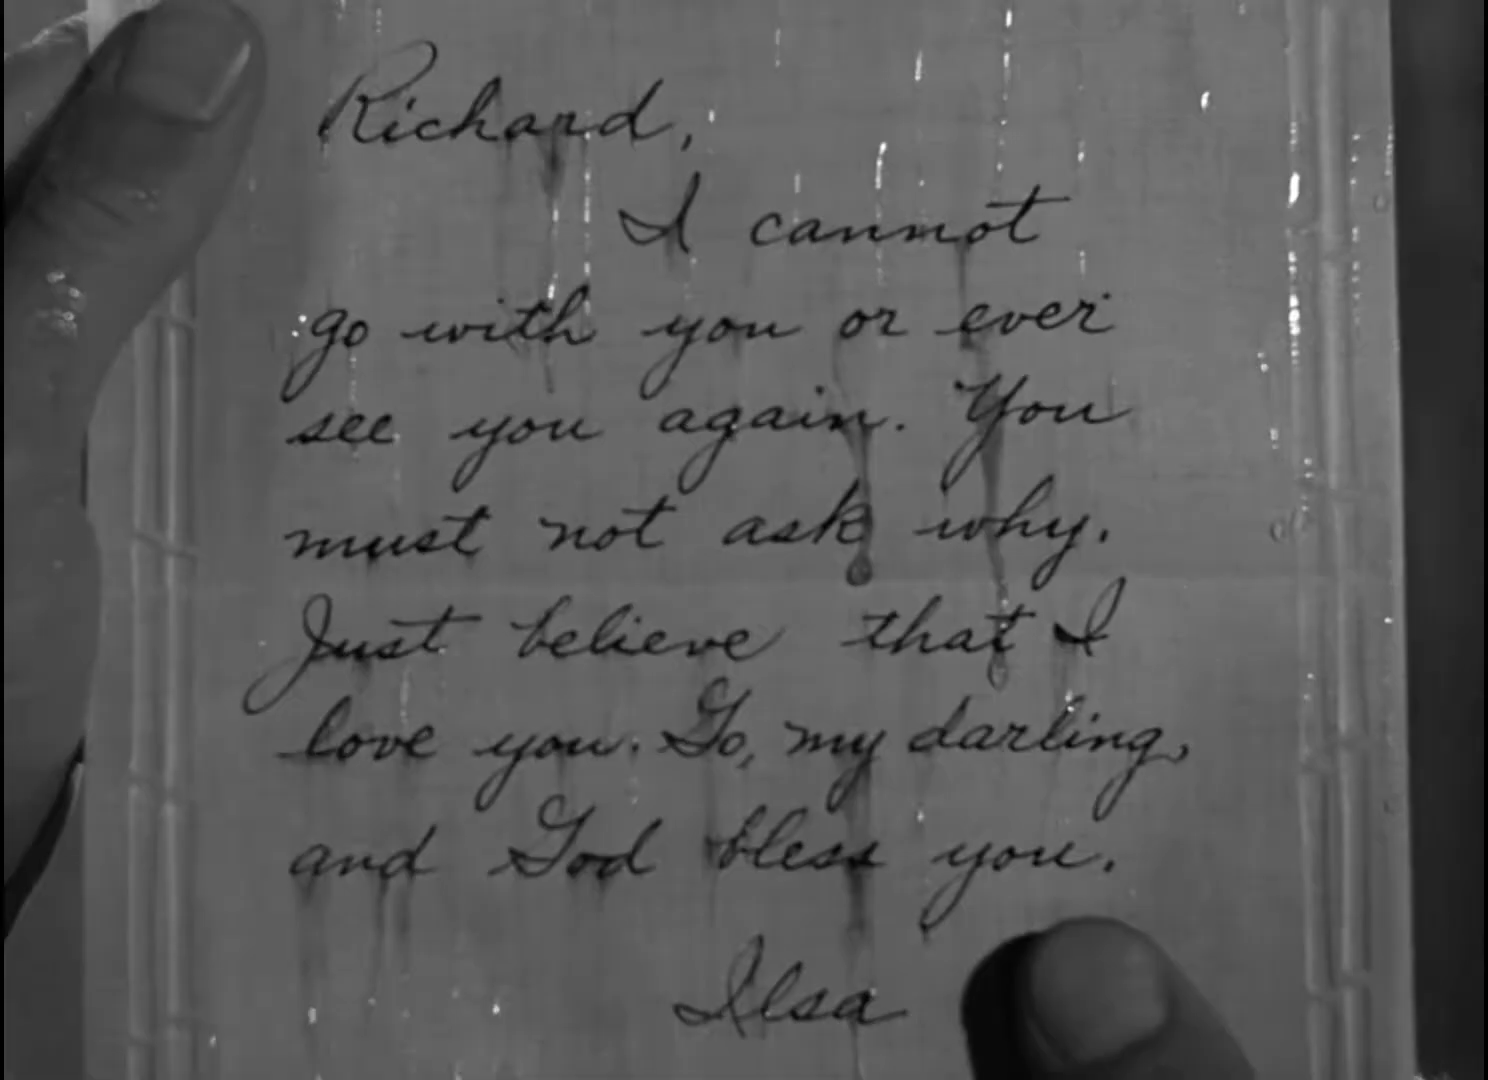 Richard,
I cannot
go with you or ever
see you again. You
must not ask why.
Just believe that I
love you. Go, my darling,
and God bless you.
Ilsa